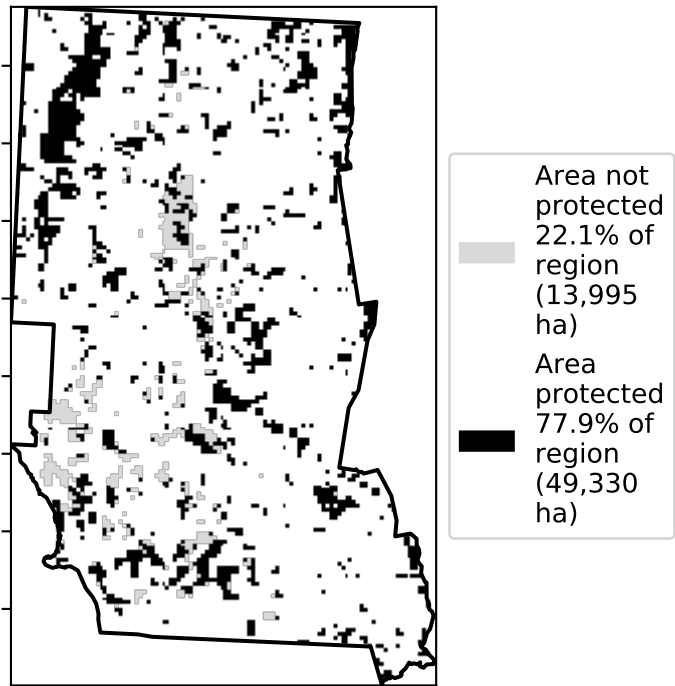 Area not
protected
22.1% of
region
(13,995
ha)
Area
protected
77.9% of
region
(49,330
ha)